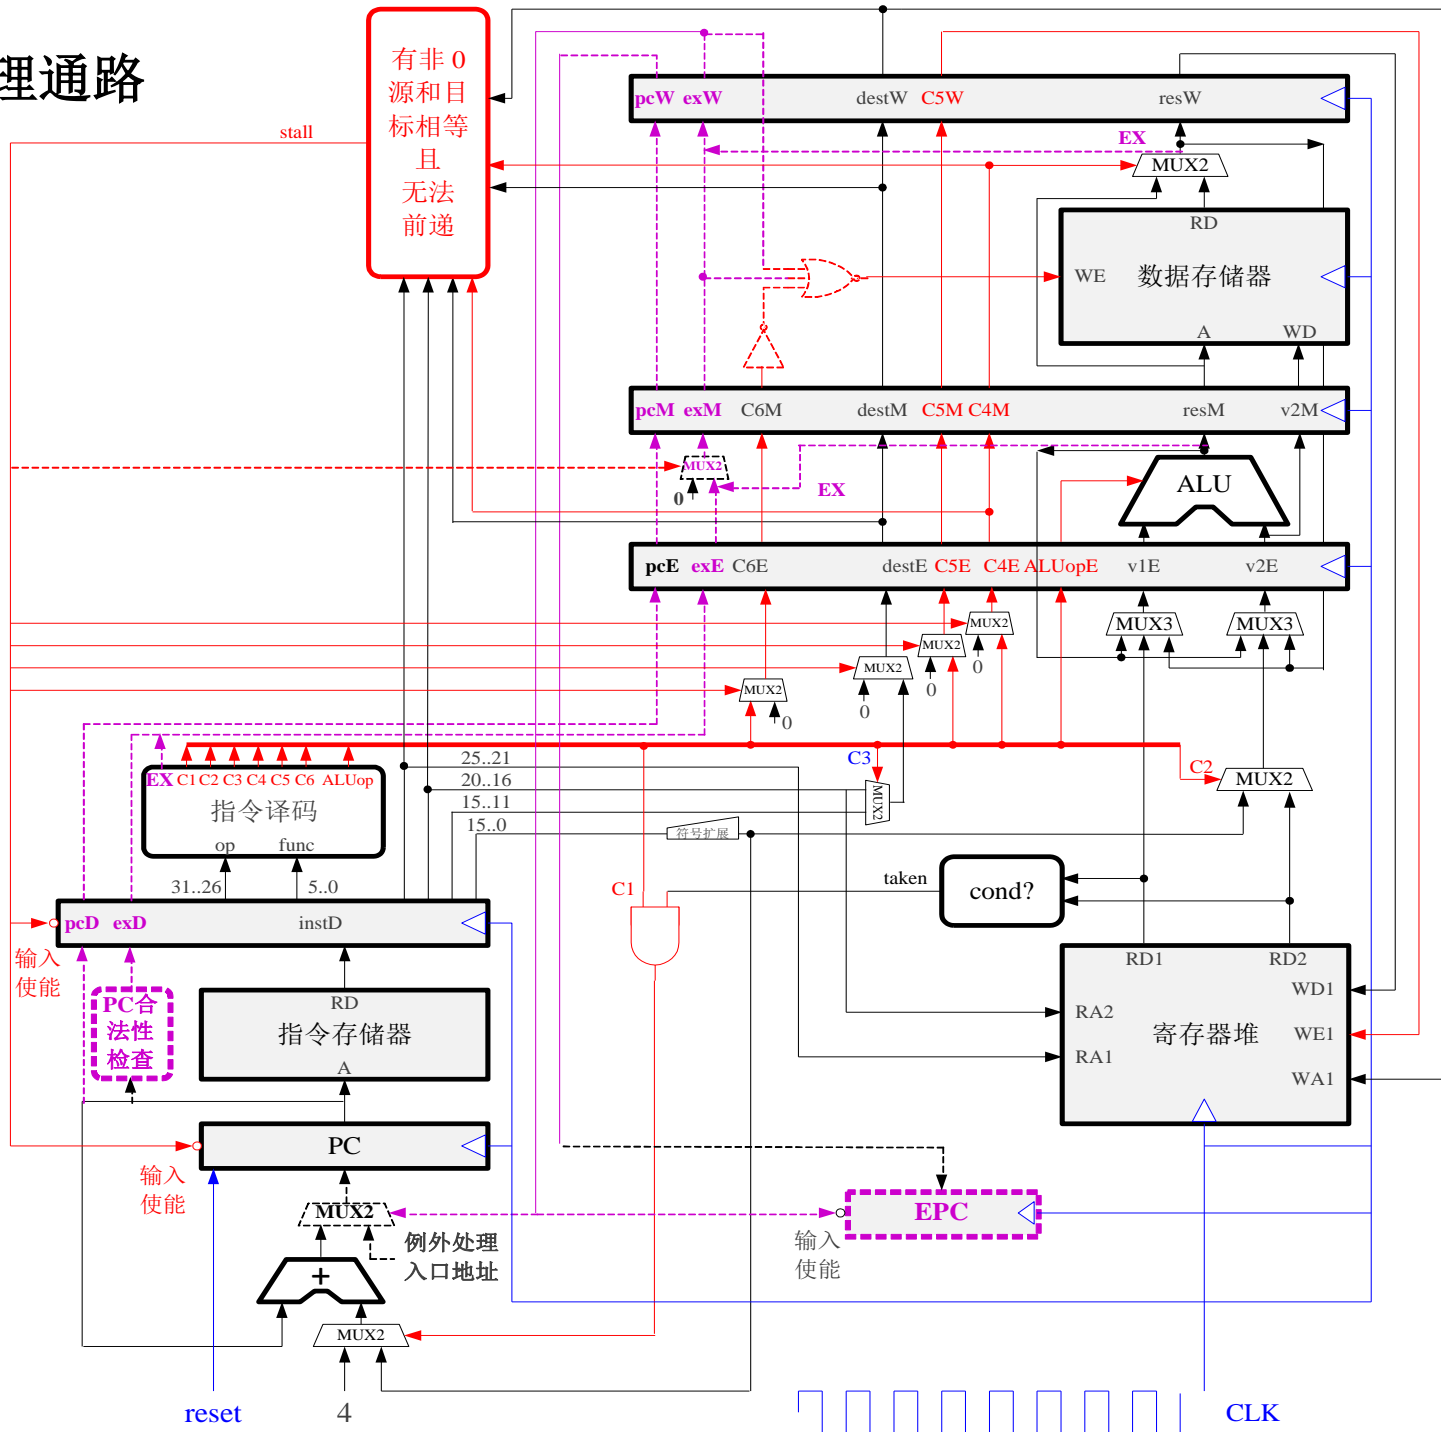 理通路
有非 0
源和目
标相等
且
无法
前递
stall
pcW exW destW C5W resW
EX
MUX2
RD
WE 数据存储器
A WD
pcM exM C6M destM C5M C4M resM v2M
MUX2
0
EX
ALU
pcE exE C6E destE C5E C4E ALUopE v1E v2E
MUX2
MUX3 MUX3
MUX2
0
MUX2
0
MUX2
0
0
EX C1 C2 C3 C4 C5 C6 ALUop
指令译码
op func
31..26 5..0
25..21
20..16
15..11
15..0
C3
MUX2
符号扩展
C2
MUX2
C1
taken
cond?
pcD exD instD
输入
使能
PC合
法性
检查
RD
指令存储器
A
RD1 RD2
WD1
RA2
寄存器堆
WE1
RA1
WA1
PC
输入
使能
MUX2
例外处理
入口地址
EPC
输入
使能
+
MUX2
reset
4
CLK